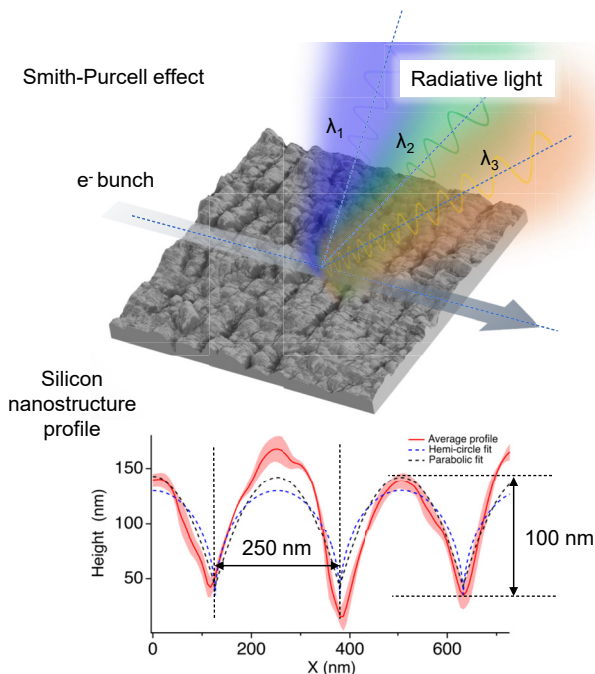 Smith-Purcell effect
Radiative light
λ1
λ2
λ3
e- bunch
Silicon
nanostructure
profile
Average profile
Hemi-circle fit
Parabolic fit
150
100
50
Height (nm)
250 nm
100 nm
0
200
400
600
X (nm)